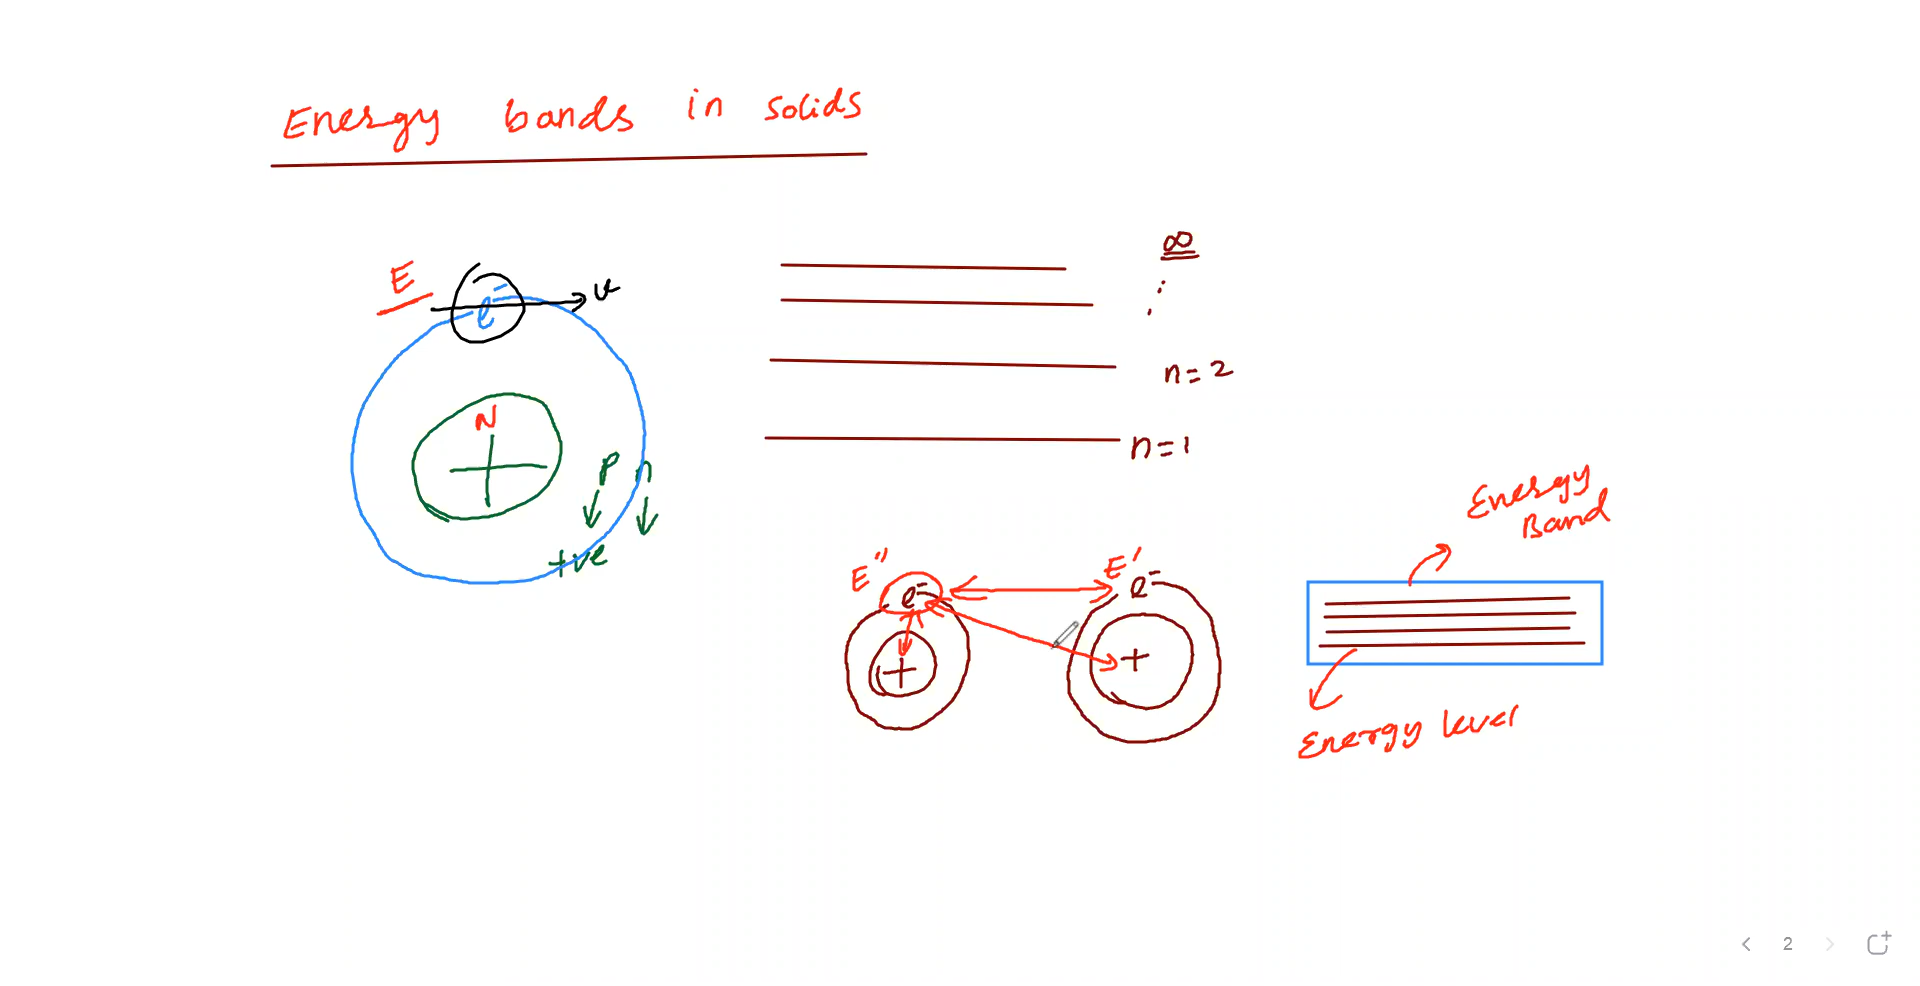 Energy bands in solids
E
e⁻
v
N
+
P n
+ve
∞
n=2
n=1
E" E'
e⁻ e⁻
+ +
Energy
Band
Energy level
2